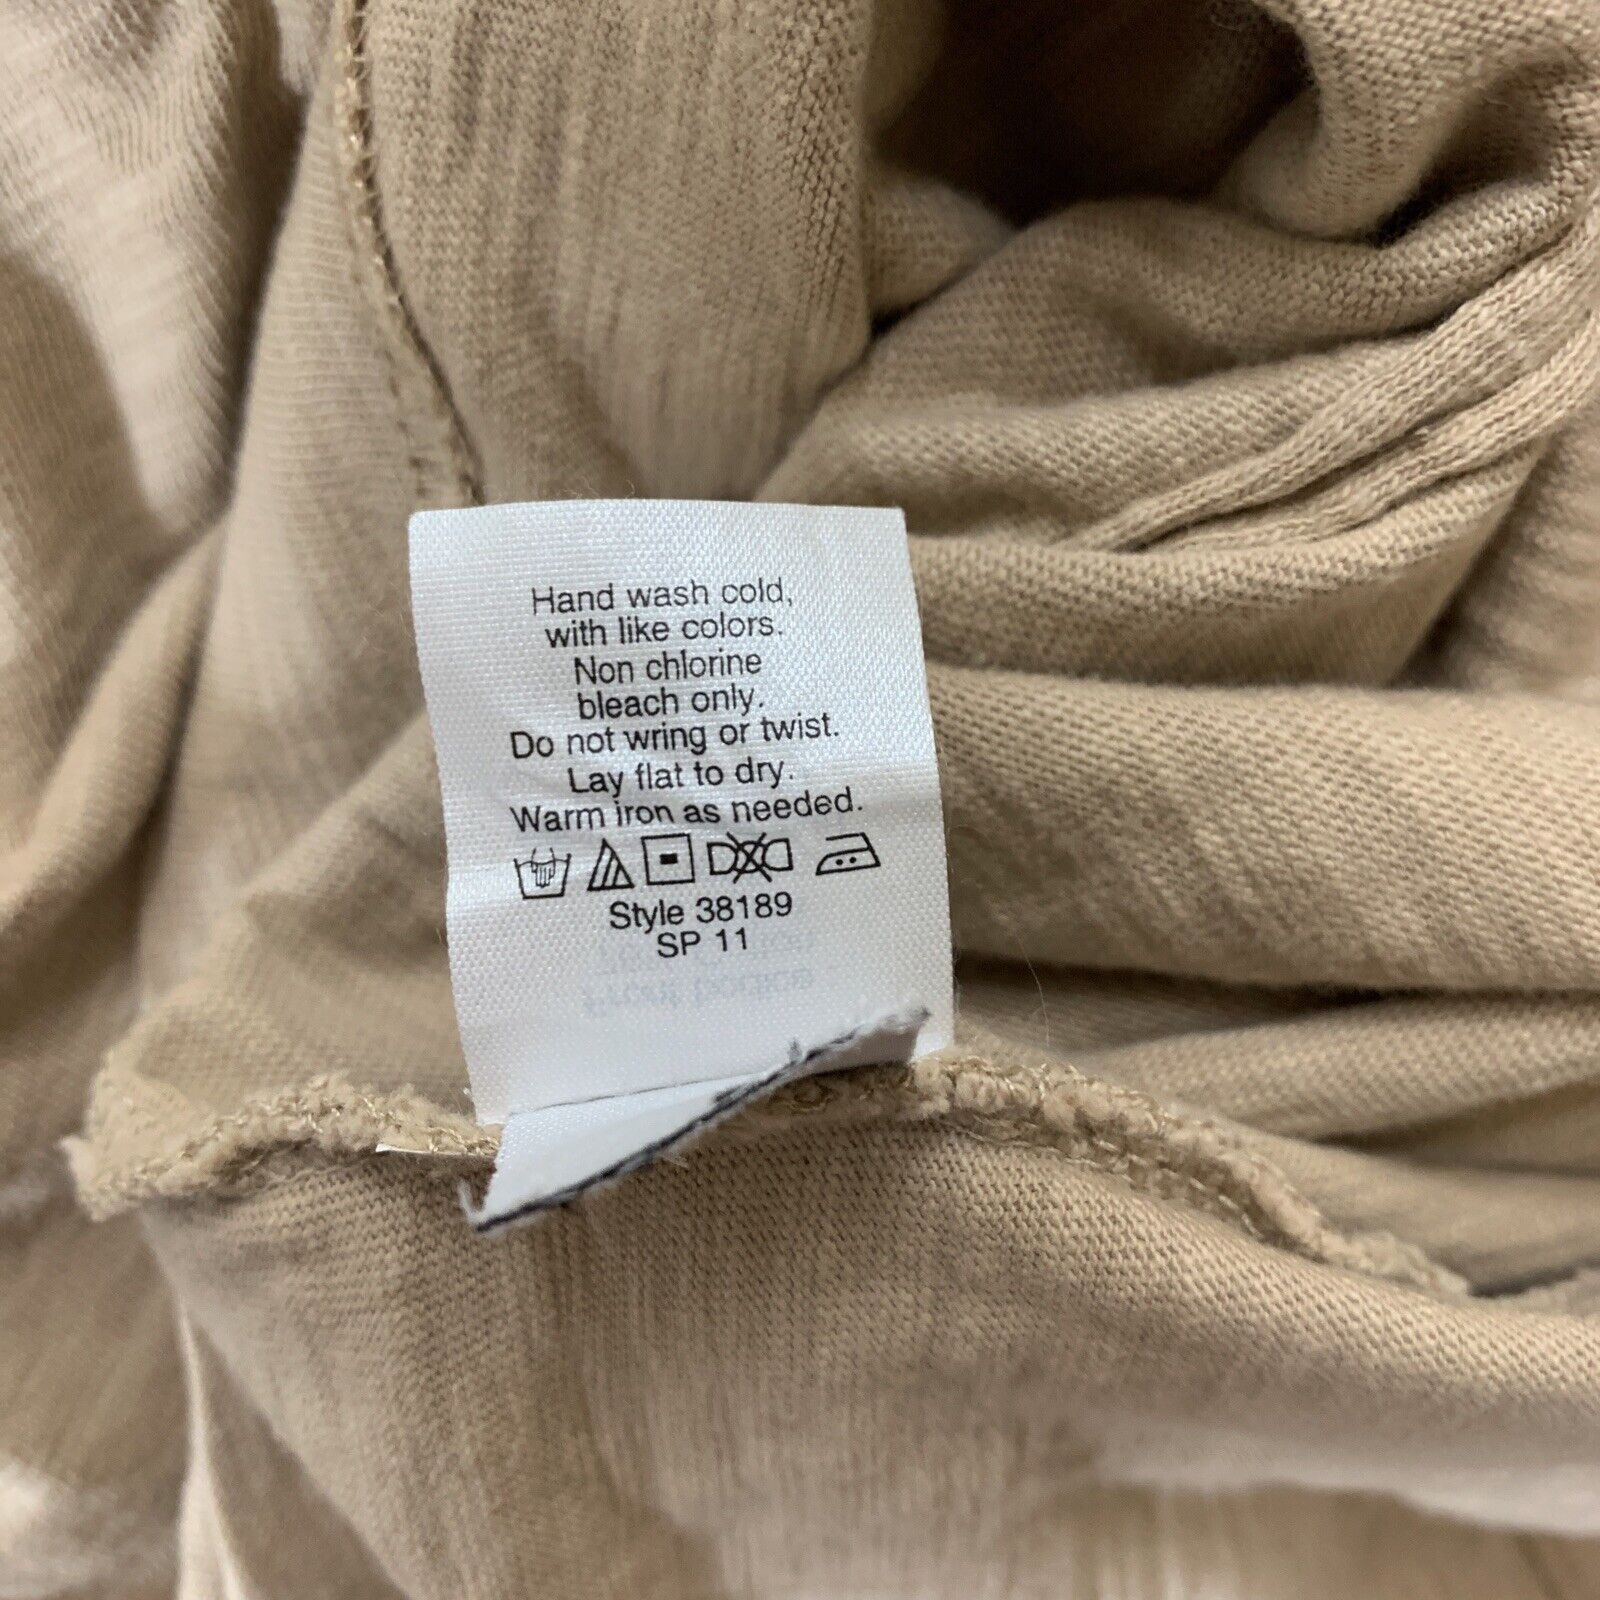 Hand wash cold,
with like colors.
Non chlorine
bleach only.
Do not wring or twist.
Lay flat to dry.
Warm iron as needed.
Style 38189
SP 11